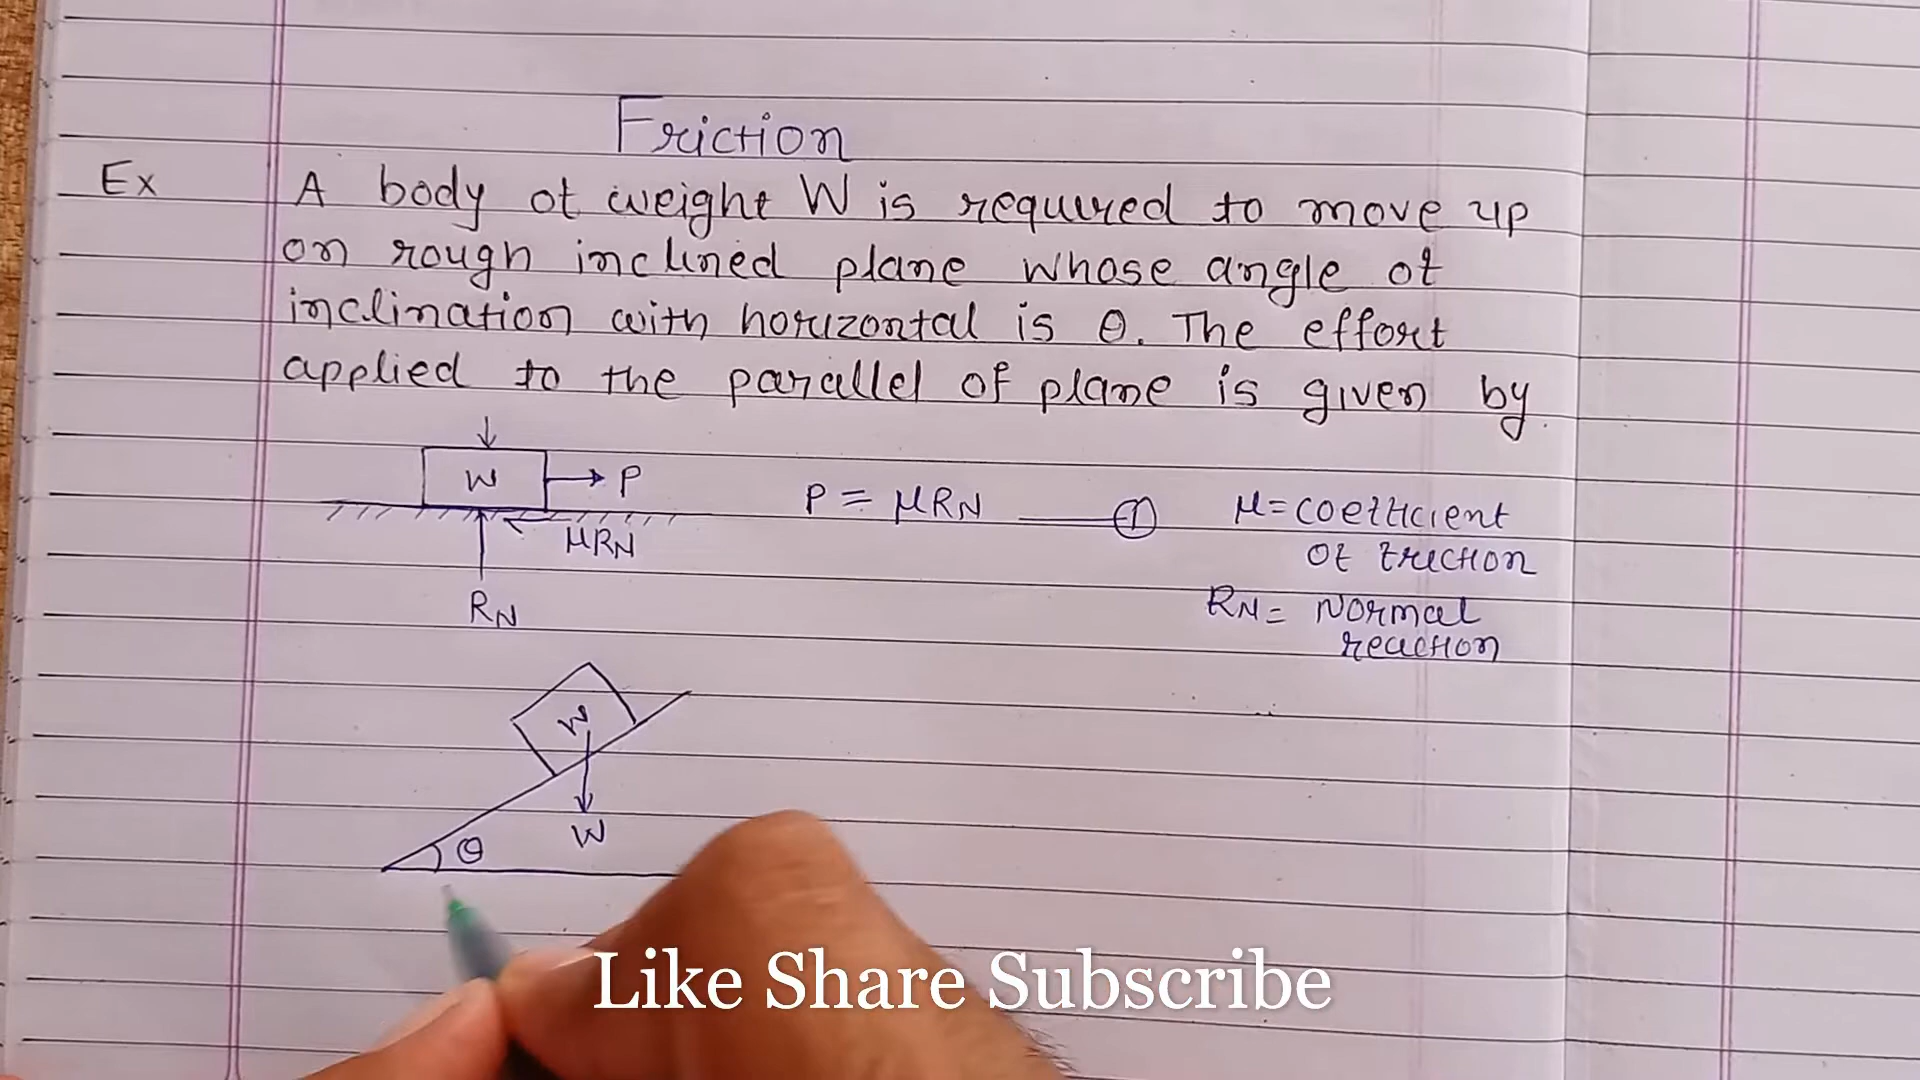 Friction
Ex A body of weight W is required to move up
on rough inclined plane whose angle of
inclination with horizontal is θ. The effort
applied to the parallel of plane is given by
W P
μRN
RN
P = μRN 1
μ = coefficient
of friction
RN = Normal
reaction
W
W
θ
Like Share Subscribe